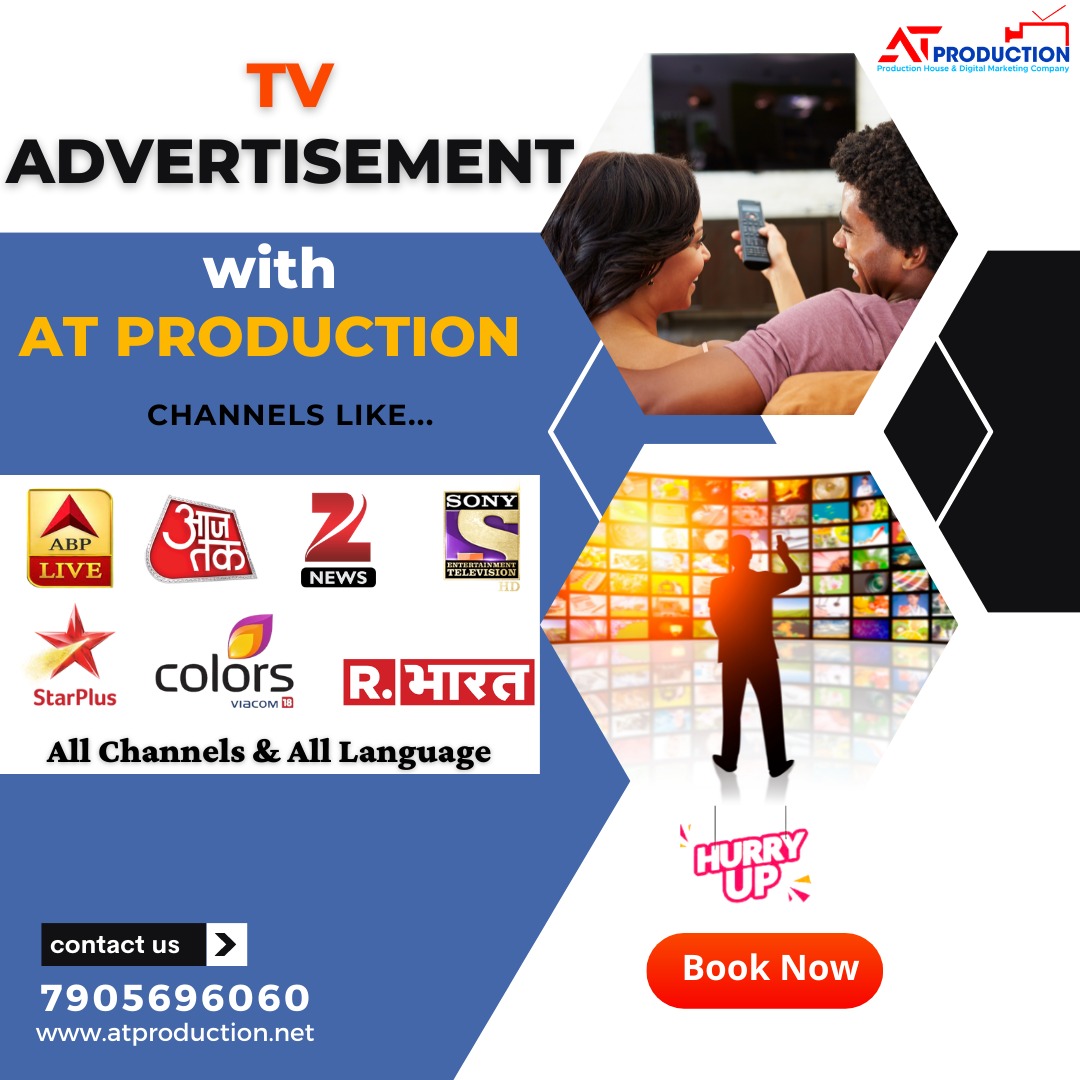 AT PRODUCTION
Production House & Digital Marketing Company
TV
ADVERTISEMENT
with
AT PRODUCTION
CHANNELS LIKE...
ABP
LIVE
आज
तक
Z
NEWS
SONY
S
ENTERTAINMENT
TELEVISION
HD
StarPlus
colors
VIACOM 18
R. भारत
All Channels & All Language
HURRY
UP
contact us
Book Now
7905696060
www.atproduction.net